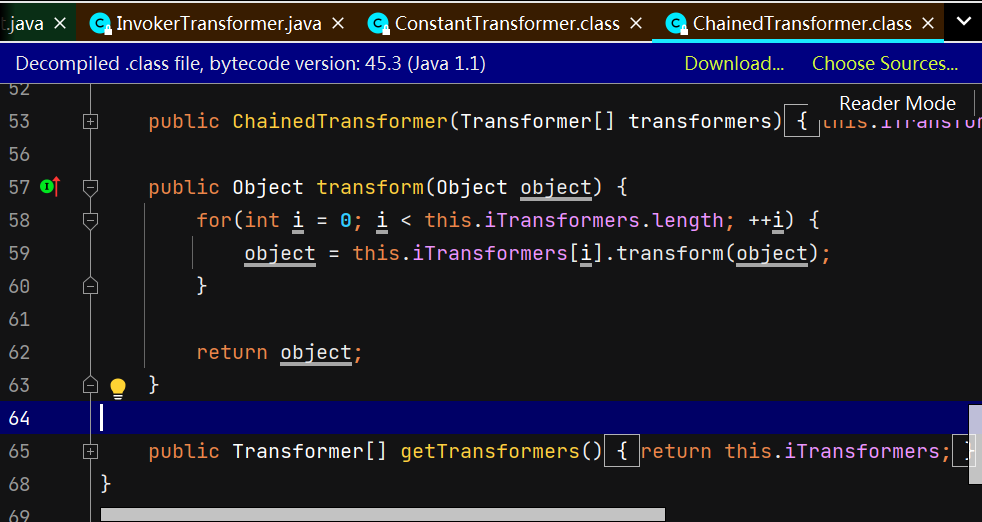 .java × InvokerTransformer.java × ConstantTransformer.class × ChainedTransformer.class ×
Decompiled .class file, bytecode version: 45.3 (Java 1.1) Download... Choose Sources...
52
Reader Mode
53 public ChainedTransformer(Transformer[] transformers) { this.iTransfor
56
57 public Object transform(Object object) {
58 for(int i = 0; i < this.iTransformers.length; ++i) {
59 object = this.iTransformers[i].transform(object);
60 }
61
62 return object;
63 }
64
65 public Transformer[] getTransformers() { return this.iTransformers; }
68 }
69